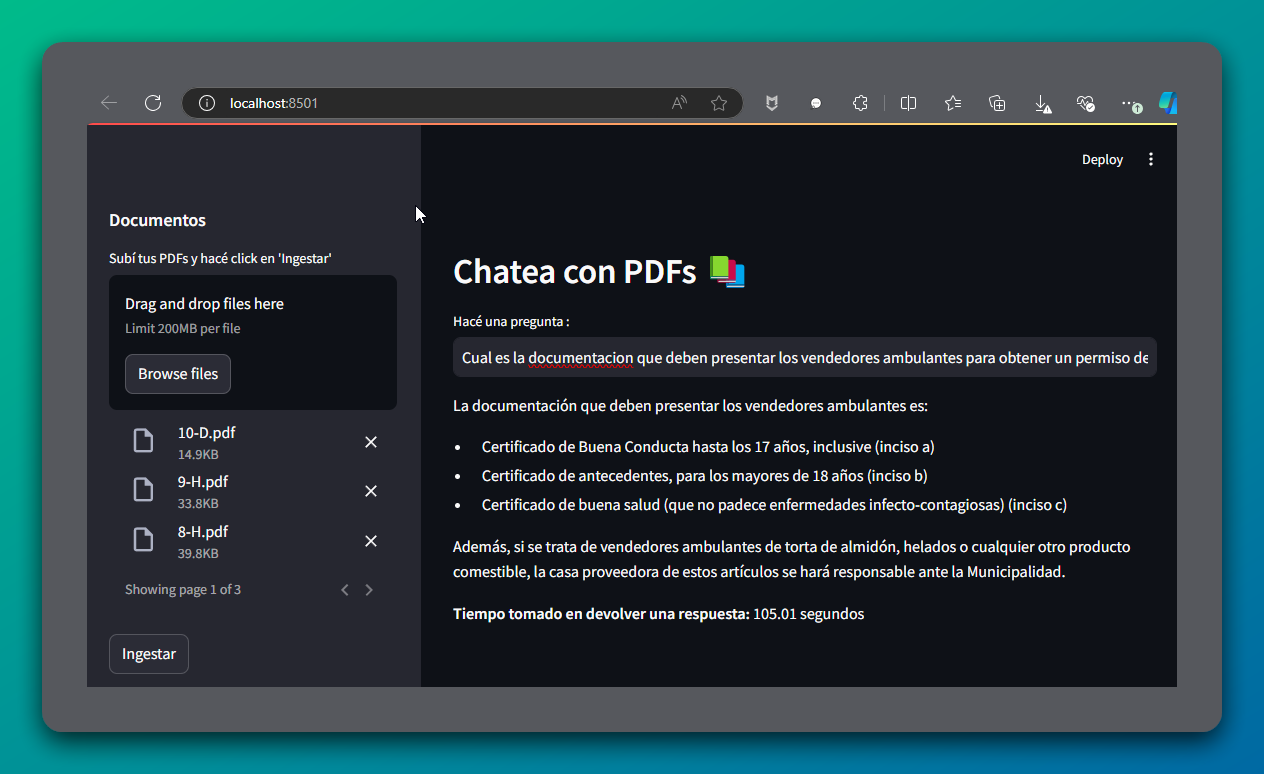 localhost:8501
Deploy
Documentos
Subí tus PDFs y hacé click en 'Ingestar'
Drag and drop files here
Limit 200MB per file
Browse files
10-D.pdf
14.9KB
9-H.pdf
33.8KB
8-H.pdf
39.8KB
Showing page 1 of 3
Ingestar
Chatea con PDFs
Hacé una pregunta :
Cual es la documentacion que deben presentar los vendedores ambulantes para obtener un permiso de
La documentación que deben presentar los vendedores ambulantes es:
• Certificado de Buena Conducta hasta los 17 años, inclusive (inciso a)
• Certificado de antecedentes, para los mayores de 18 años (inciso b)
• Certificado de buena salud (que no padece enfermedades infecto-contagiosas) (inciso c)
Además, si se trata de vendedores ambulantes de torta de almidón, helados o cualquier otro producto
comestible, la casa proveedora de estos artículos se hará responsable ante la Municipalidad.
Tiempo tomado en devolver una respuesta: 105.01 segundos